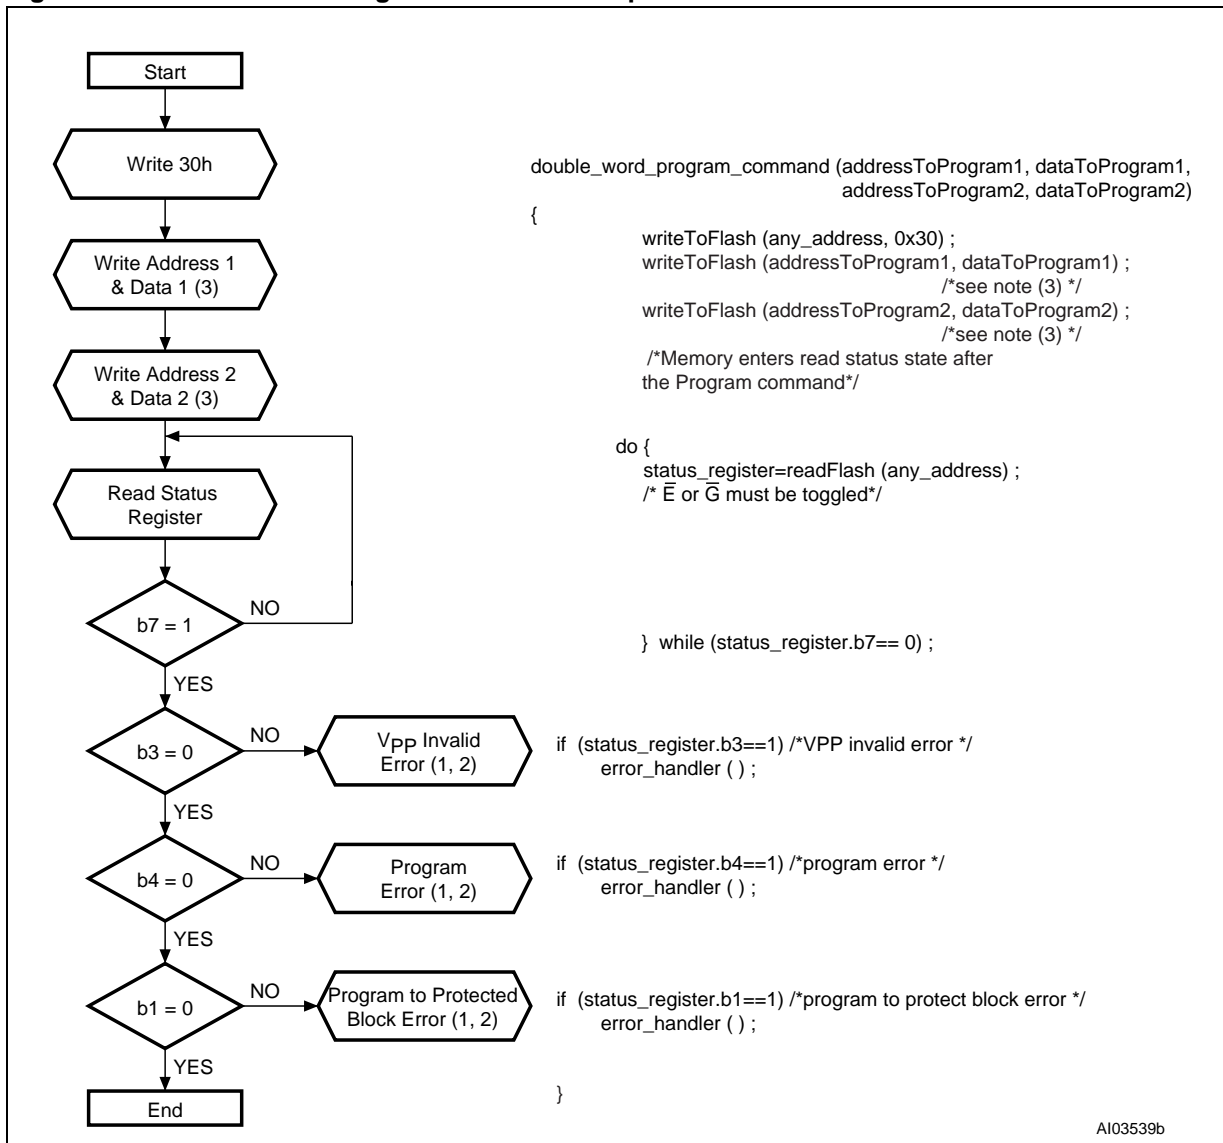 Start
Write 30h
Write Address 1
& Data 1 (3)
Write Address 2
& Data 2 (3)
Read Status
Register
b7 = 1
NO
YES
b3 = 0
NO
VPP Invalid
Error (1, 2)
YES
b4 = 0
NO
Program
Error (1, 2)
YES
b1 = 0
NO
Program to Protected
Block Error (1, 2)
YES
End
double_word_program_command (addressToProgram1, dataToProgram1,
addressToProgram2, dataToProgram2)
{
writeToFlash (any_address, 0x30) ;
writeToFlash (addressToProgram1, dataToProgram1) ;
/*see note (3) */
writeToFlash (addressToProgram2, dataToProgram2) ;
/*see note (3) */
/*Memory enters read status state after
the Program command*/
do {
status_register=readFlash (any_address) ;
/* E̅ or G̅ must be toggled*/
} while (status_register.b7== 0) ;
if (status_register.b3==1) /*VPP invalid error */
error_handler ( ) ;
if (status_register.b4==1) /*program error */
error_handler ( ) ;
if (status_register.b1==1) /*program to protect block error */
error_handler ( ) ;
}
AI03539b